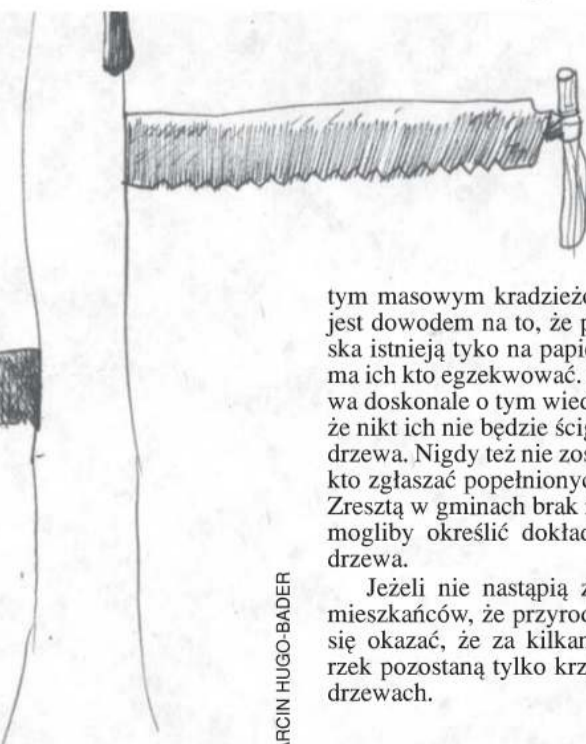 tym masowym kradzieżo
jest dowodem na to, że p
ska istnieją tyko na papie
ma ich kto egzekwować.
wa doskonale o tym wied
że nikt ich nie będzie ścig
drzewa. Nigdy też nie zos
kto zgłaszać popełnionyc
Zresztą w gminach brak
mogliby określić dokład
drzewa.
Jeżeli nie nastąpią z
mieszkańców, że przyrod
się okazać, że za kilkan
rzek pozostaną tylko krz
drzewach.
ARCIN HUGO-BADER